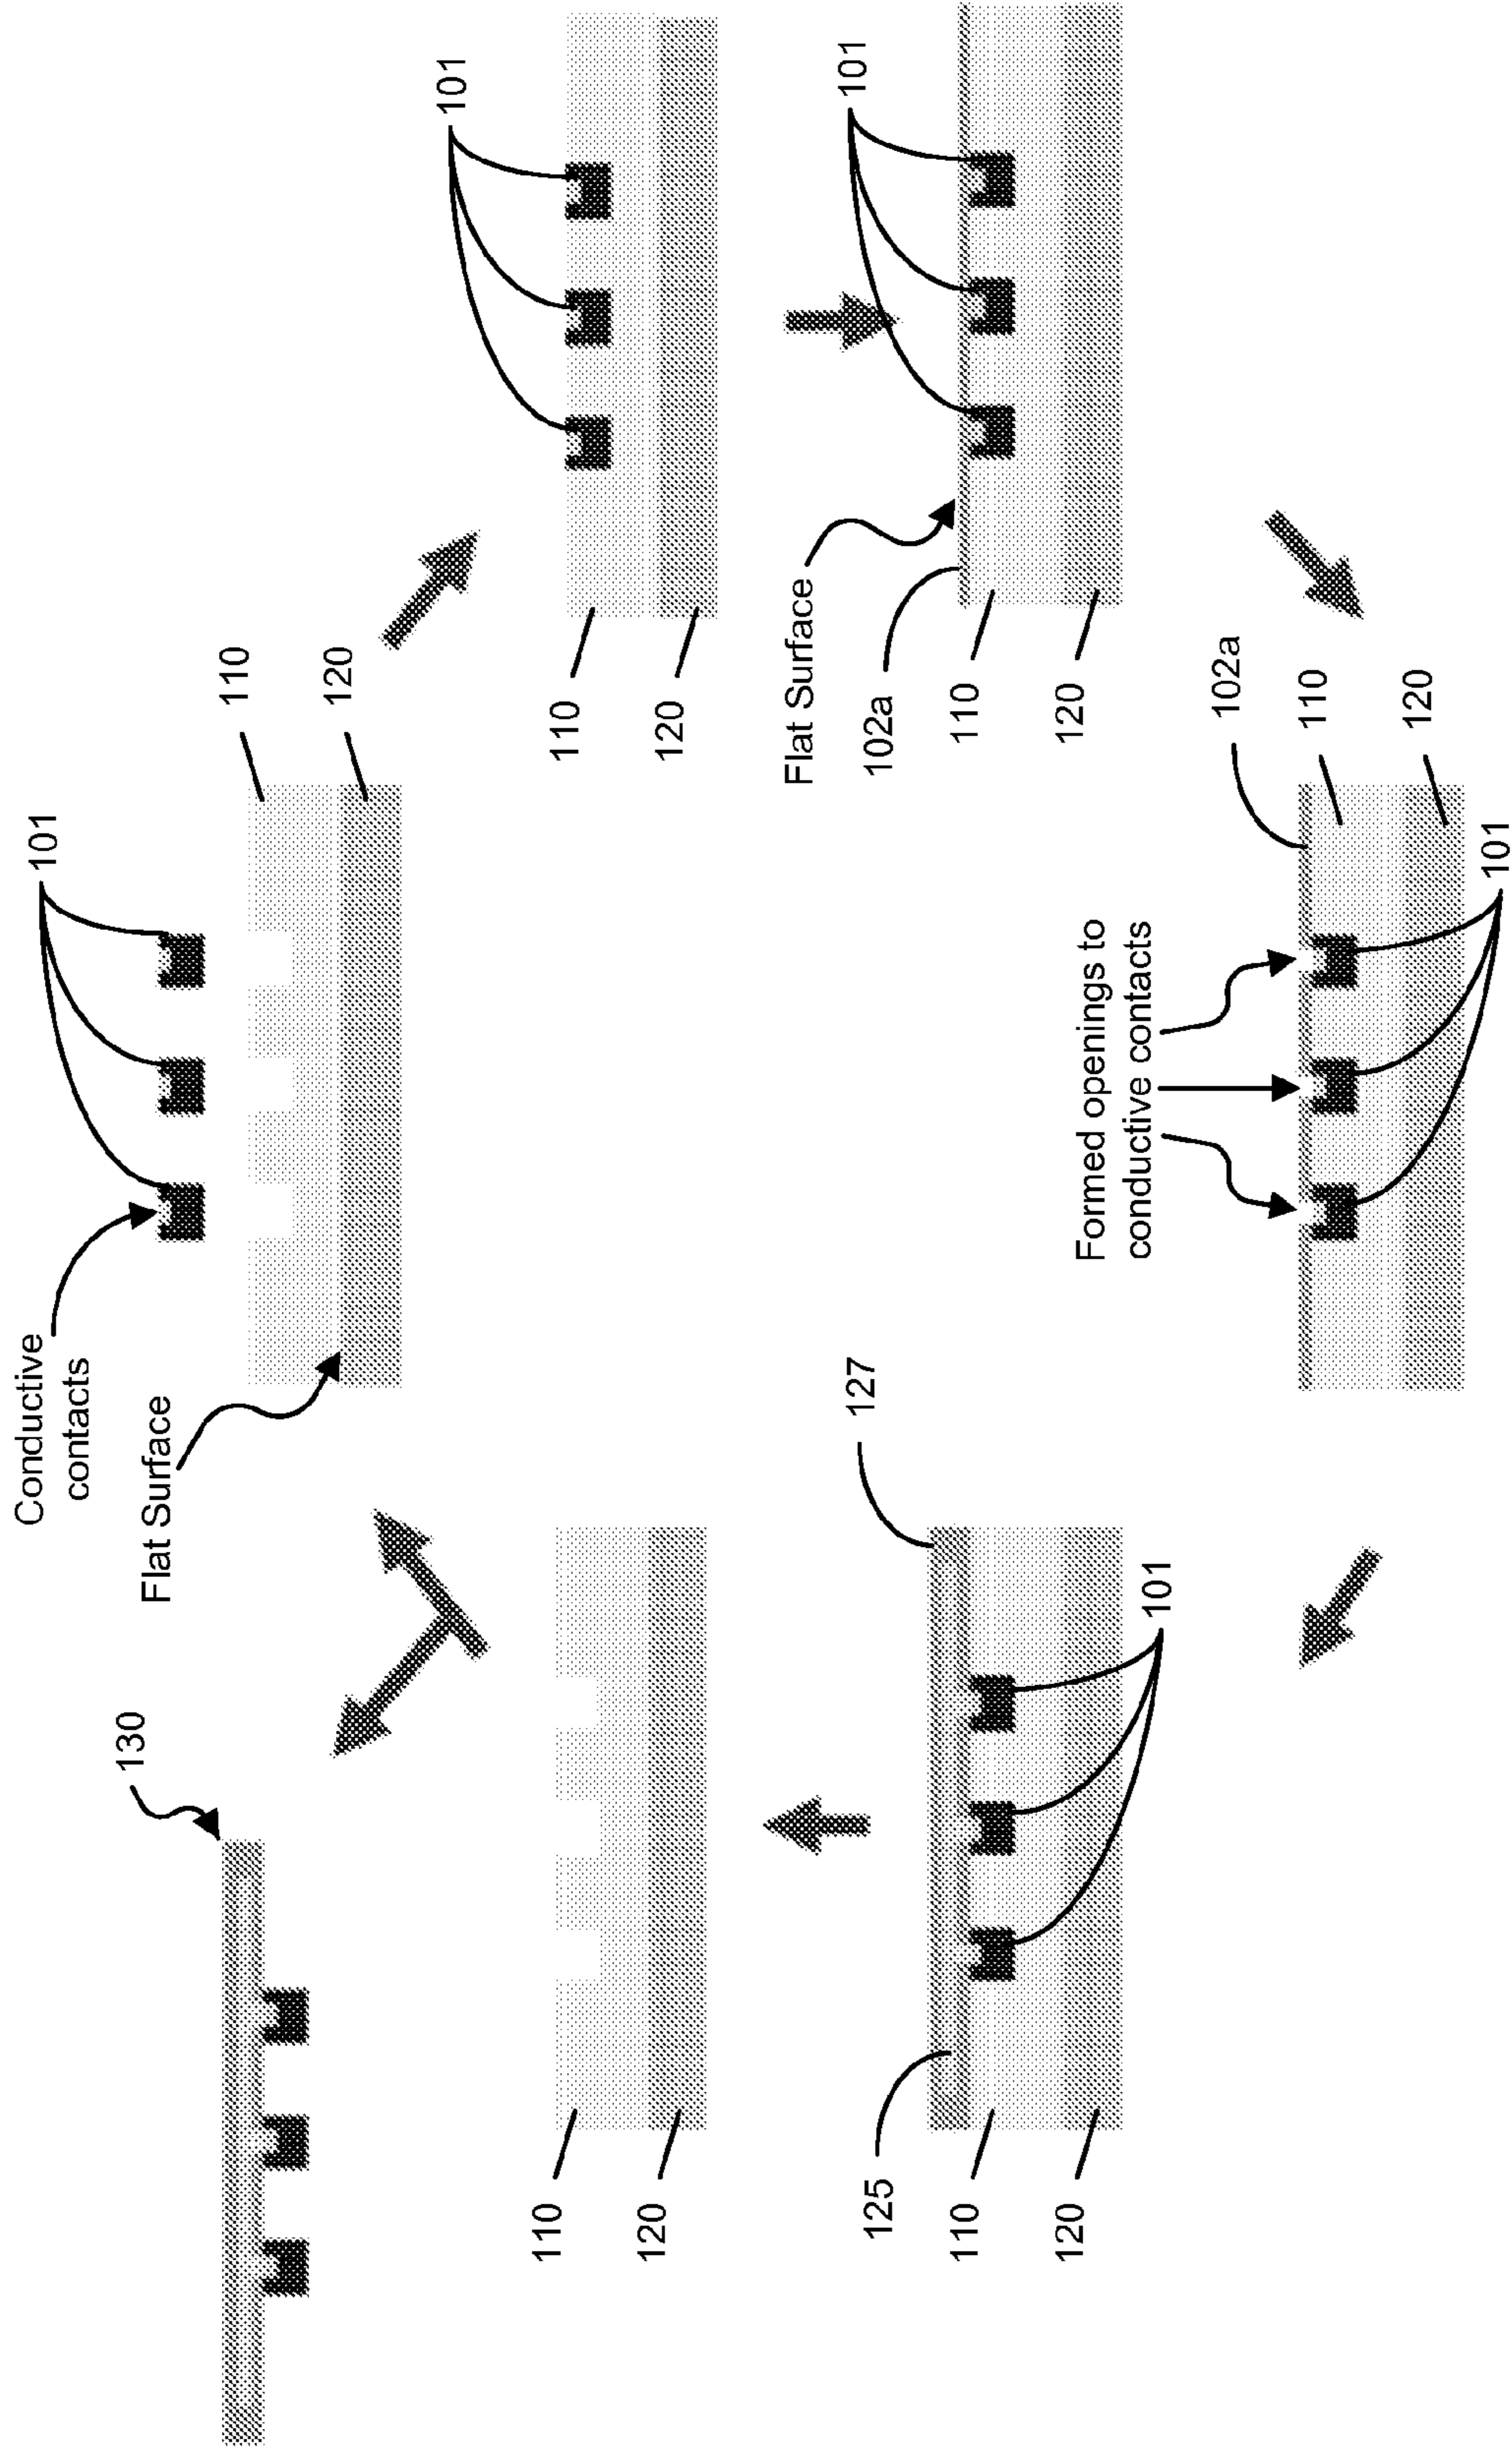 130
Conductive
contacts
101
Flat Surface
110
120
101
110
120
101
Flat Surface
102a
110
120
Formed openings to
conductive contacts
102a
110
120
101
127
125
110
120
101
110
120